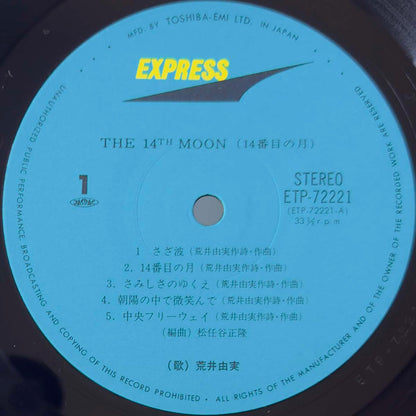 MFD. BY TOSHIBA-EMI LTD. IN JAPAN
EXPRESS
THE 14TH MOON (14番目の月)
1
STEREO
ETP-72221
(ETP-72221-A)
33⅓ r.p.m
1 さざ波 (荒井由実作詩・作曲)
2. 14番目の月 (荒井由実作詩・作曲)
3. さみしさのゆくえ (荒井由実作詩・作曲)
4. 朝陽の中で微笑んで (荒井由実作詩・作曲)
5. 中央フリーウェイ (荒井由実作詩・作曲)
(編曲) 松任谷正隆
(歌) 荒井由実
UNAUTHORIZED PUBLIC PERFORMANCE, BROADCASTING AND COPYING OF THIS RECORD PROHIBITED • ALL RIGHTS OF THE MANUFACTURER AND OF THE OWNER OF THE RECORDED WORK ARE RESERVED